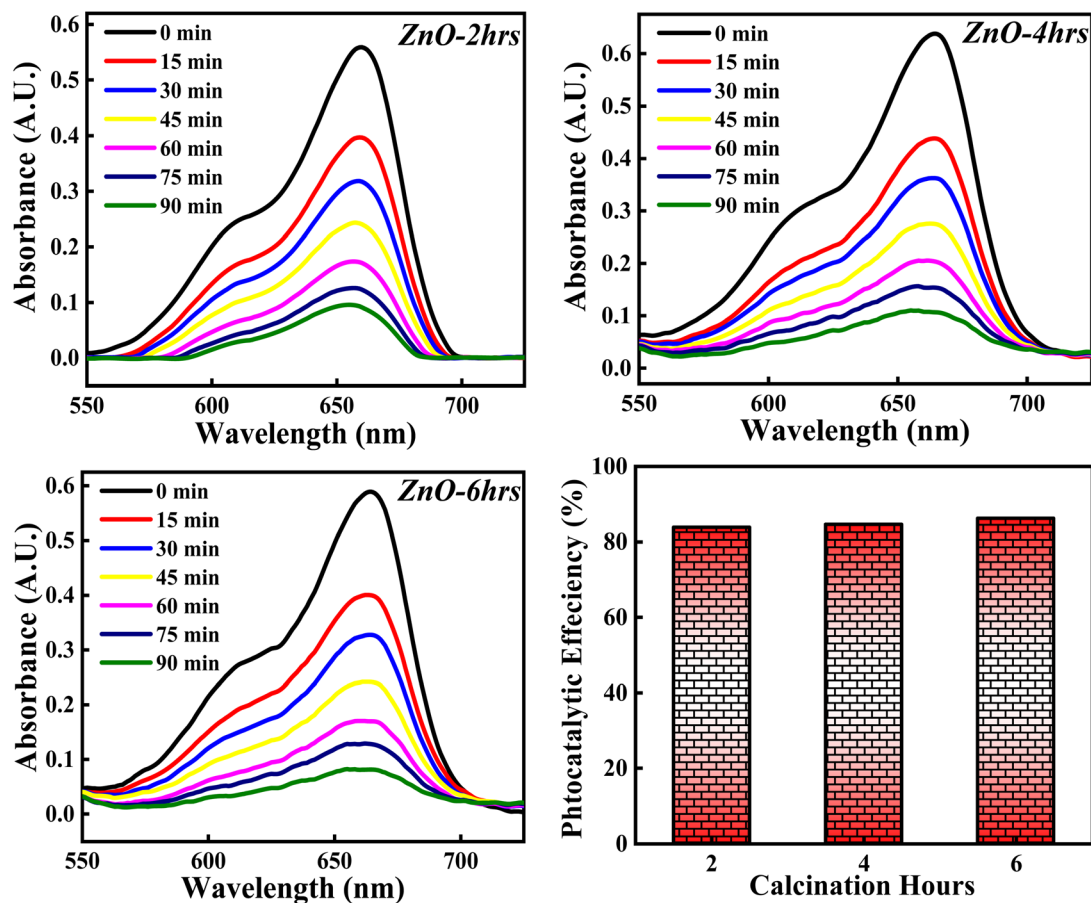 ZnO-2hrs
0 min
15 min
30 min
45 min
60 min
75 min
90 min
0.6
0.5
0.4
0.3
0.2
0.1
0.0
Absorbance (A.U.)
550
600
650
700
Wavelength (nm)
ZnO-4hrs
0 min
15 min
30 min
45 min
60 min
75 min
90 min
0.6
0.5
0.4
0.3
0.2
0.1
0.0
Absorbance (A.U.)
550
600
650
700
Wavelength (nm)
ZnO-6hrs
0 min
15 min
30 min
45 min
60 min
75 min
90 min
0.6
0.5
0.4
0.3
0.2
0.1
0.0
Absorbance (A.U.)
550
600
650
700
Wavelength (nm)
100
80
60
40
20
0
Phtocatalytic Effeciency (%)
2
4
6
Calcination Hours